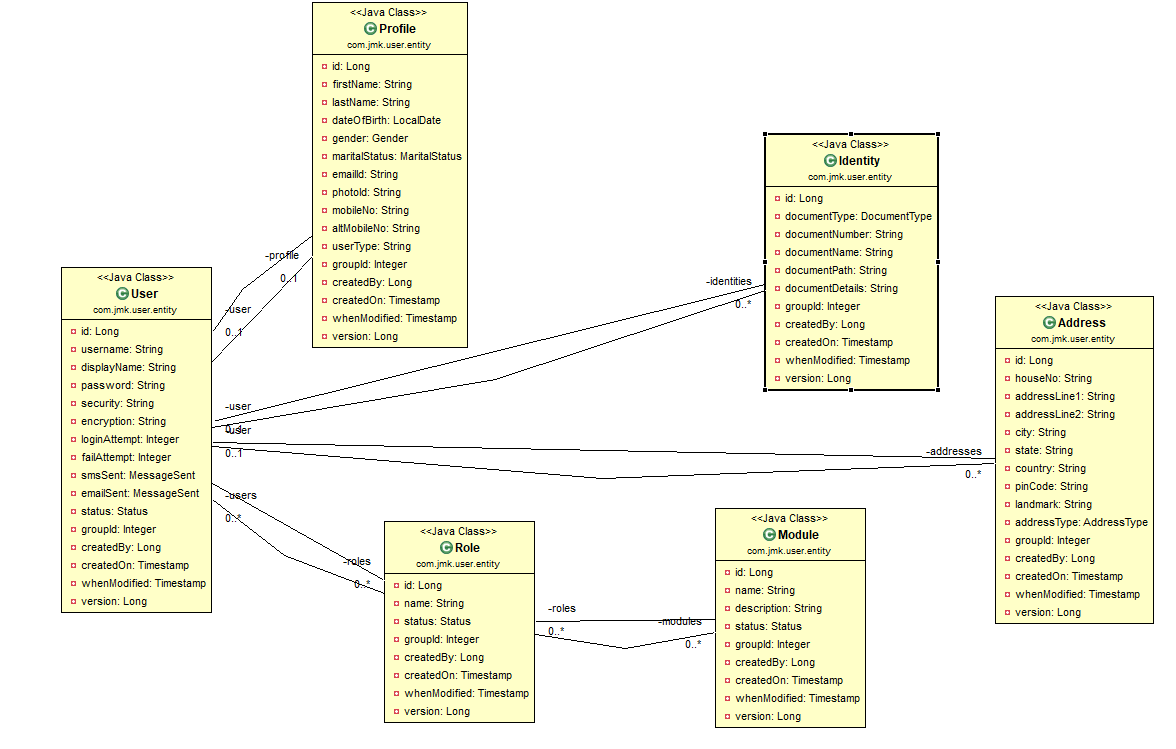 <<Java Class>>
Profile
com.jmk.user.entity
id: Long
firstName: String
lastName: String
dateOfBirth: LocalDate
gender: Gender
maritalStatus: MaritalStatus
emailId: String
photoId: String
mobileNo: String
altMobileNo: String
userType: String
groupId: Integer
createdBy: Long
createdOn: Timestamp
whenModified: Timestamp
version: Long
<<Java Class>>
Identity
com.jmk.user.entity
id: Long
documentType: DocumentType
documentNumber: String
documentName: String
documentPath: String
documentDetails: String
groupId: Integer
createdBy: Long
createdOn: Timestamp
whenModified: Timestamp
version: Long
<<Java Class>>
User
com.jmk.user.entity
id: Long
username: String
displayName: String
password: String
security: String
encryption: String
loginAttempt: Integer
failAttempt: Integer
smsSent: MessageSent
emailSent: MessageSent
status: Status
groupId: Integer
createdBy: Long
createdOn: Timestamp
whenModified: Timestamp
version: Long
-profile
0..1
-user
0..1
-identities
0..*
-user
0..1
-user
0..1
-addresses
0..*
-users
0..*
-roles
0..*
<<Java Class>>
Address
com.jmk.user.entity
id: Long
houseNo: String
addressLine1: String
addressLine2: String
city: String
state: String
country: String
pinCode: String
landmark: String
addressType: AddressType
groupId: Integer
createdBy: Long
createdOn: Timestamp
whenModified: Timestamp
version: Long
<<Java Class>>
Role
com.jmk.user.entity
id: Long
name: String
status: Status
groupId: Integer
createdBy: Long
createdOn: Timestamp
whenModified: Timestamp
version: Long
-roles
0..*
-modules
0..*
<<Java Class>>
Module
com.jmk.user.entity
id: Long
name: String
description: String
status: Status
groupId: Integer
createdBy: Long
createdOn: Timestamp
whenModified: Timestamp
version: Long